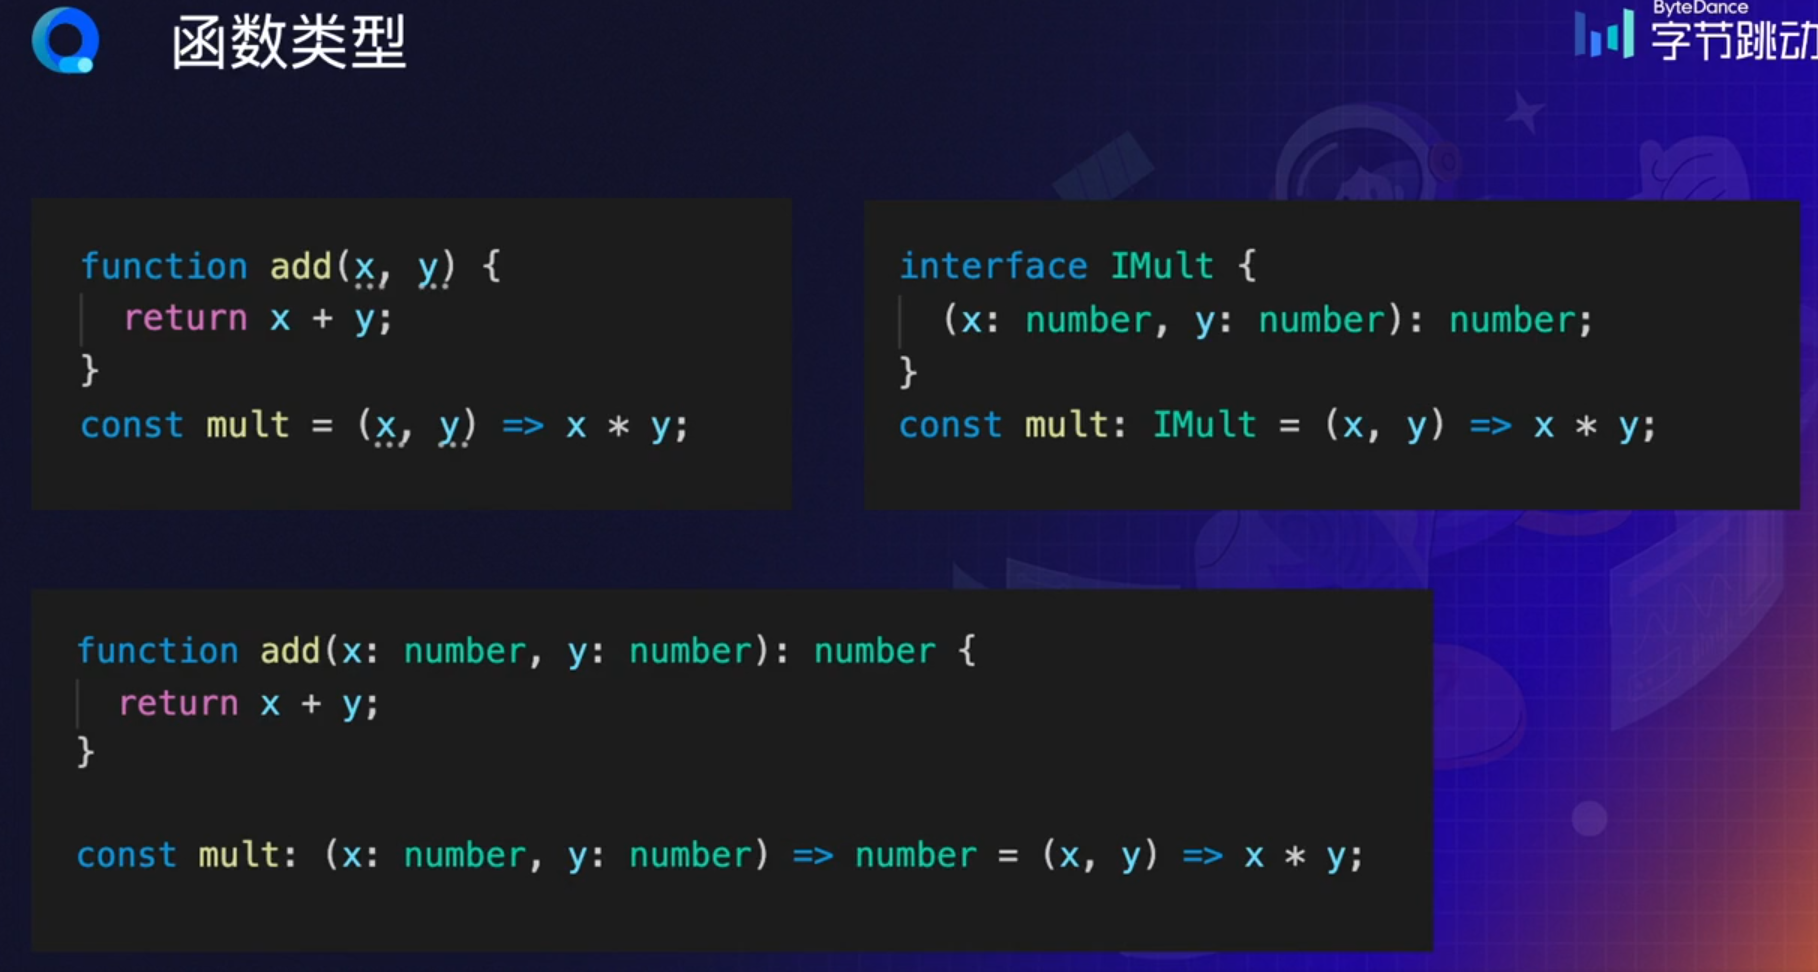 函数类型
ByteDance
字节跳动
function add(x, y) {
  return x + y;
}
const mult = (x, y) => x * y;
interface IMult {
  (x: number, y: number): number;
}
const mult: IMult = (x, y) => x * y;
function add(x: number, y: number): number {
  return x + y;
}
const mult: (x: number, y: number) => number = (x, y) => x * y;